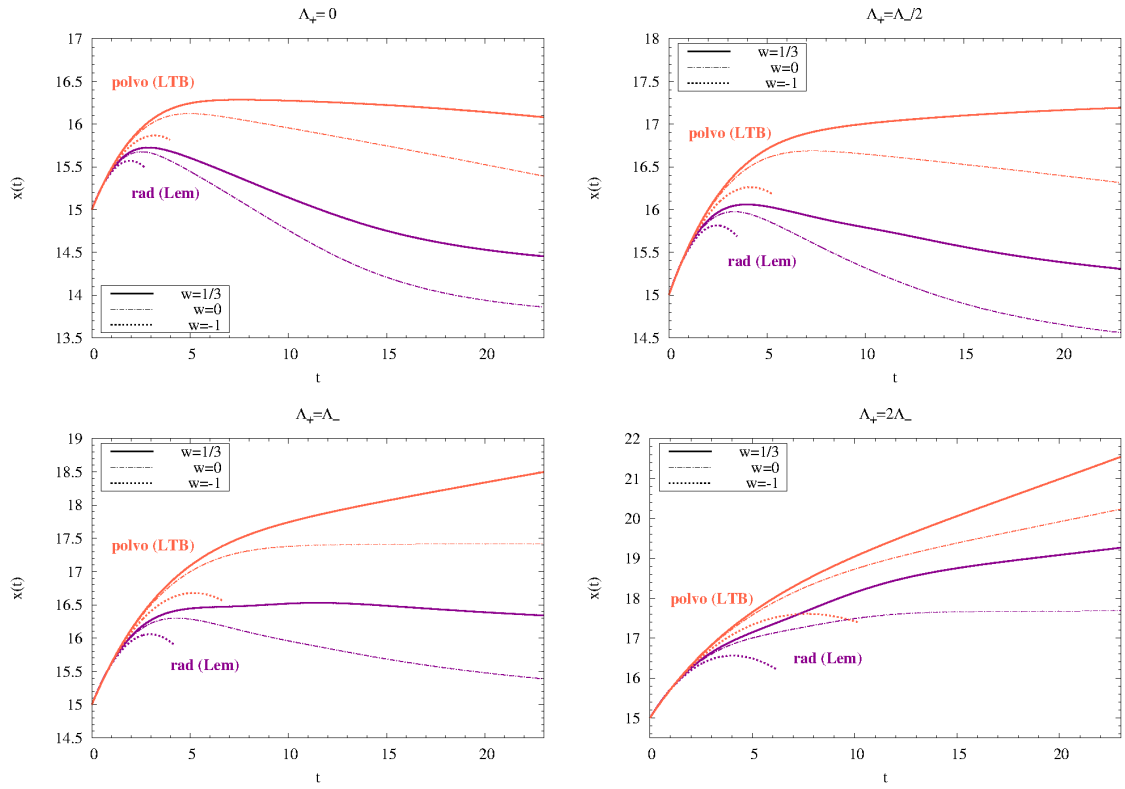 Λ₊= 0
17
16.5
16
15.5
15
14.5
14
13.5
x(t)
polvo (LTB)
rad (Lem)
w=1/3
w=0
w=-1
0 5 10 15 20
t
Λ₊=Λ₋/2
18
17.5
17
16.5
16
15.5
15
14.5
x(t)
w=1/3
w=0
w=-1
polvo (LTB)
rad (Lem)
0 5 10 15 20
t
Λ₊=Λ₋
19
18.5
18
17.5
17
16.5
16
15.5
15
14.5
x(t)
w=1/3
w=0
w=-1
polvo (LTB)
rad (Lem)
0 5 10 15 20
t
Λ₊=2Λ₋
22
21
20
19
18
17
16
15
x(t)
w=1/3
w=0
w=-1
polvo (LTB)
rad (Lem)
0 5 10 15 20
t